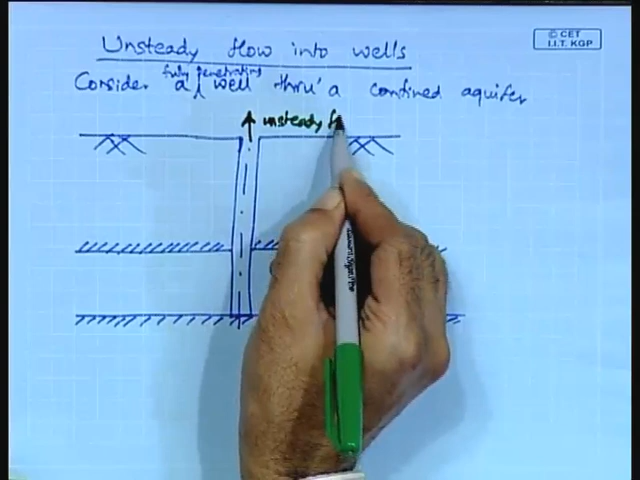 © CET
I.I.T. KGP
Unsteady flow into wells
fully penetrating
Consider a well thru' a confined aquifer
unsteady f